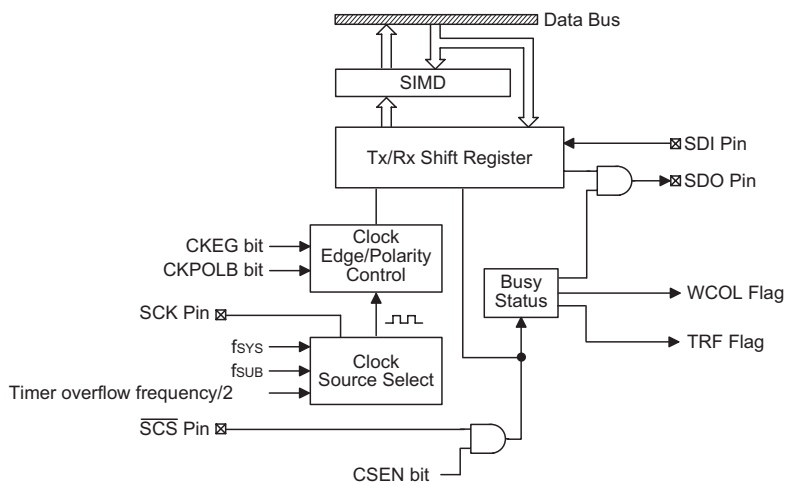 Data Bus
SIMD
Tx/Rx Shift Register
SDI Pin
SDO Pin
CKEG bit
CKPOLB bit
Clock
Edge/Polarity
Control
Busy
Status
WCOL Flag
TRF Flag
SCK Pin
fSYS
fSUB
Timer overflow frequency/2
Clock
Source Select
SCS Pin
CSEN bit